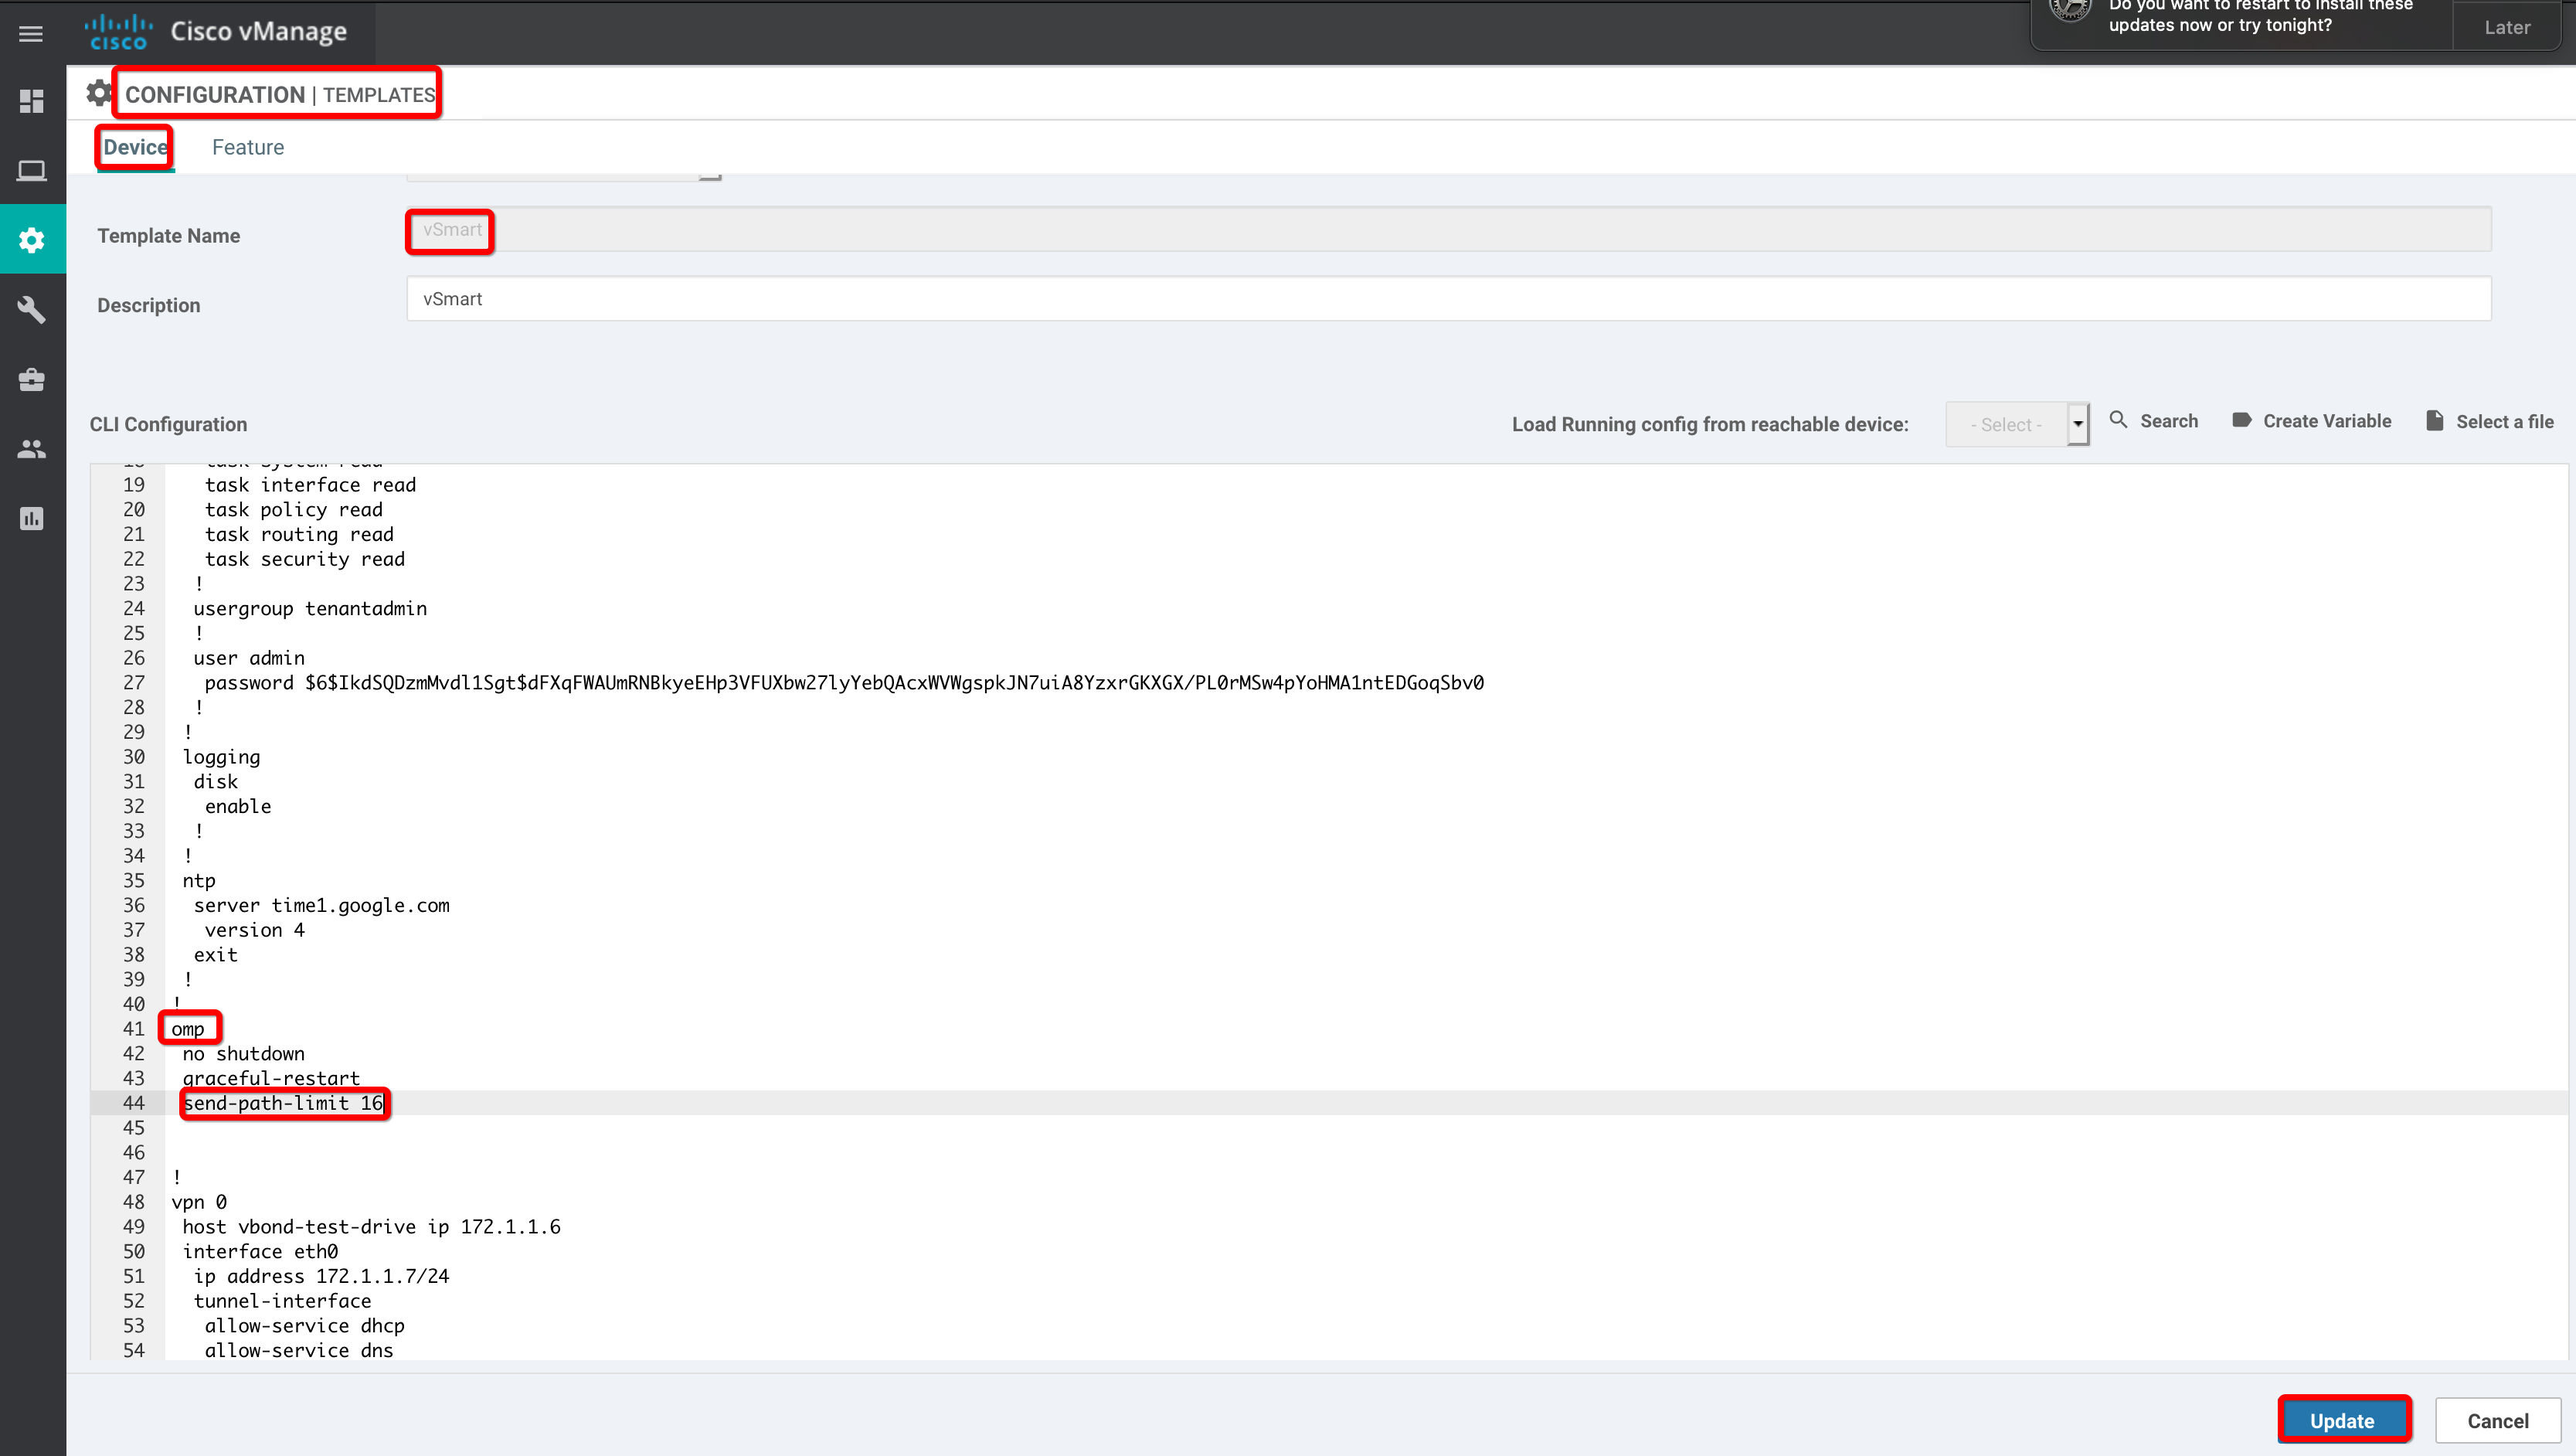 Do you want to restart to install these
updates now or try tonight?
Later
cisco
Cisco vManage
CONFIGURATION | TEMPLATES
Device
Feature
Template Name
vSmart
Description
vSmart
CLI Configuration
Load Running config from reachable device:
- Select -
Search
Create Variable
Select a file
18 task system read
19 task interface read
20 task policy read
21 task routing read
22 task security read
23 !
24 usergroup tenantadmin
25 !
26 user admin
27 password $6$IkdSQDzmMvdl1Sgt$dFXqFWAUmRNBkyeEHp3VFUXbw27lyYebQAcxWVWgspkJN7uiA8YzxrGKXGX/PL0rMSw4pYoHMA1ntEDGoqSbv0
28 !
29 !
30 logging
31 disk
32 enable
33 !
34 !
35 ntp
36 server time1.google.com
37 version 4
38 exit
39 !
40 !
41 omp
42 no shutdown
43 graceful-restart
44 send-path-limit 16
45
46
47 !
48 vpn 0
49 host vbond-test-drive ip 172.1.1.6
50 interface eth0
51 ip address 172.1.1.7/24
52 tunnel-interface
53 allow-service dhcp
54 allow-service dns
Update
Cancel